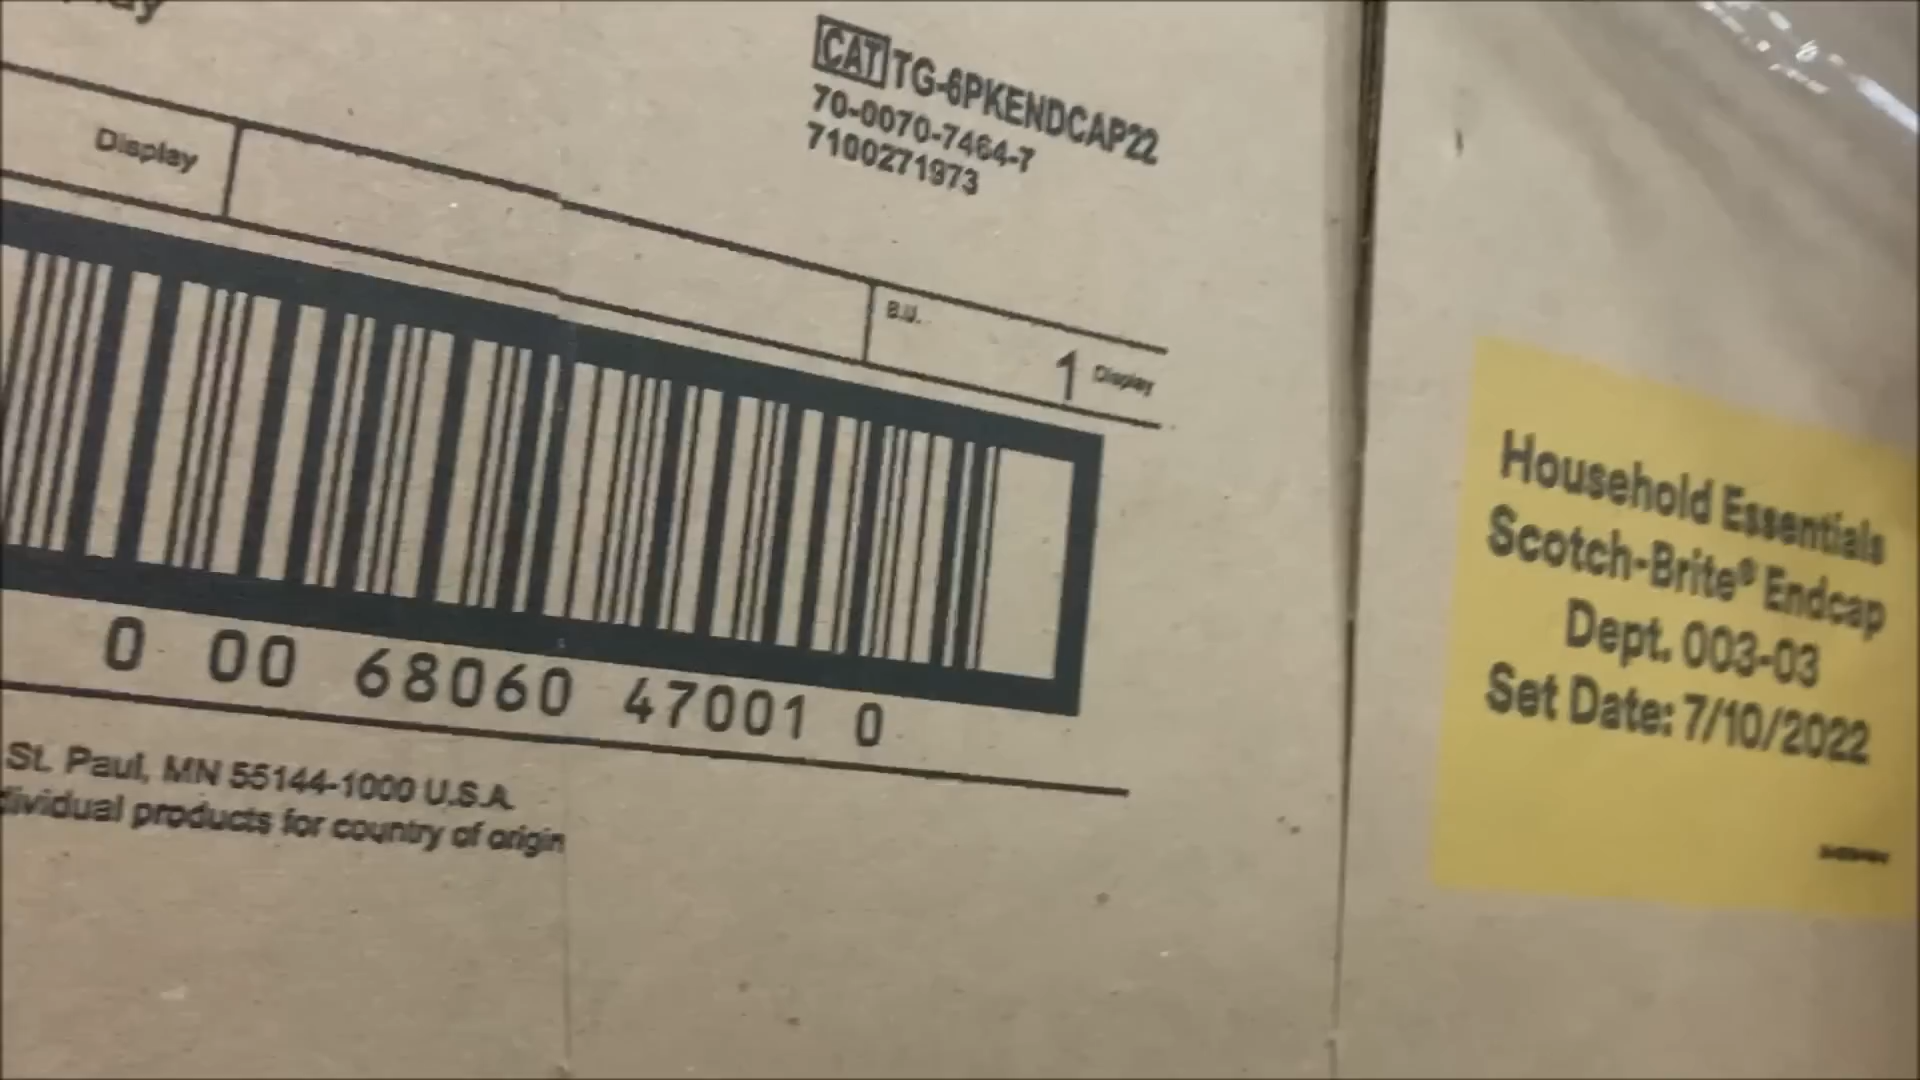 CAT TG-6PKENDCAP22
70-0070-7464-7
7100271973
Display
B.U.
1 Display
0 00 68060 47001 0
St. Paul, MN 55144-1000 U.S.A.
products for country of origin
Household Essentials
Scotch-Brite® Endcap
Dept. 003-03
Set Date: 7/10/2022